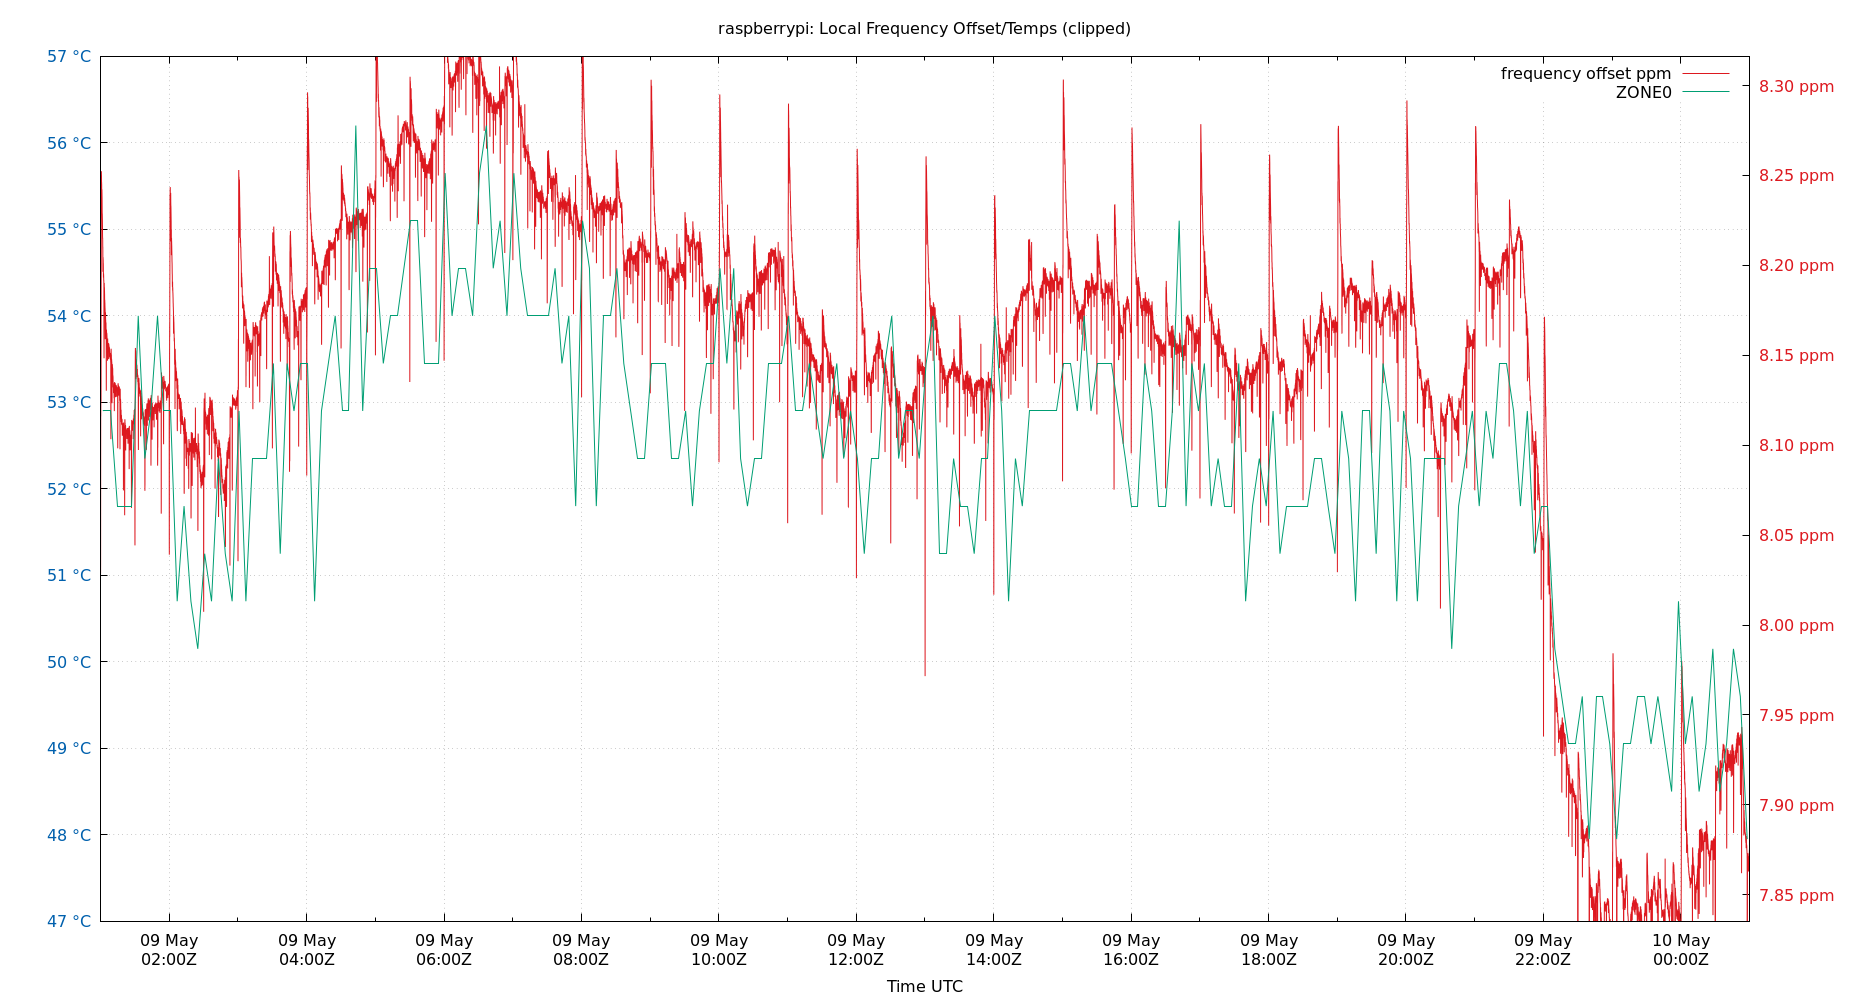 raspberrypi: Local Frequency Offset/Temps (clipped)
frequency offset ppm
ZONE0
57 °C
56 °C
55 °C
54 °C
53 °C
52 °C
51 °C
50 °C
49 °C
48 °C
47 °C
8.30 ppm
8.25 ppm
8.20 ppm
8.15 ppm
8.10 ppm
8.05 ppm
8.00 ppm
7.95 ppm
7.90 ppm
7.85 ppm
09 May 09 May 09 May 09 May 09 May 09 May 09 May 09 May 09 May 09 May 09 May 10 May
02:00Z 04:00Z 06:00Z 08:00Z 10:00Z 12:00Z 14:00Z 16:00Z 18:00Z 20:00Z 22:00Z 00:00Z
Time UTC